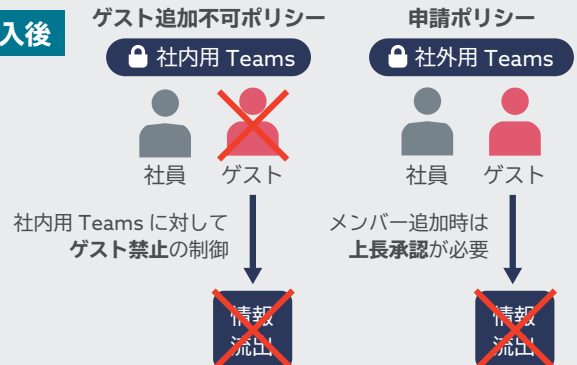 入後
ゲスト追加不可ポリシー
社内用 Teams
社員
ゲスト
社内用 Teams に対して
ゲスト禁止の制御
情報
流出
申請ポリシー
社外用 Teams
社員
ゲスト
メンバー追加時は
上長承認が必要
情報
流出